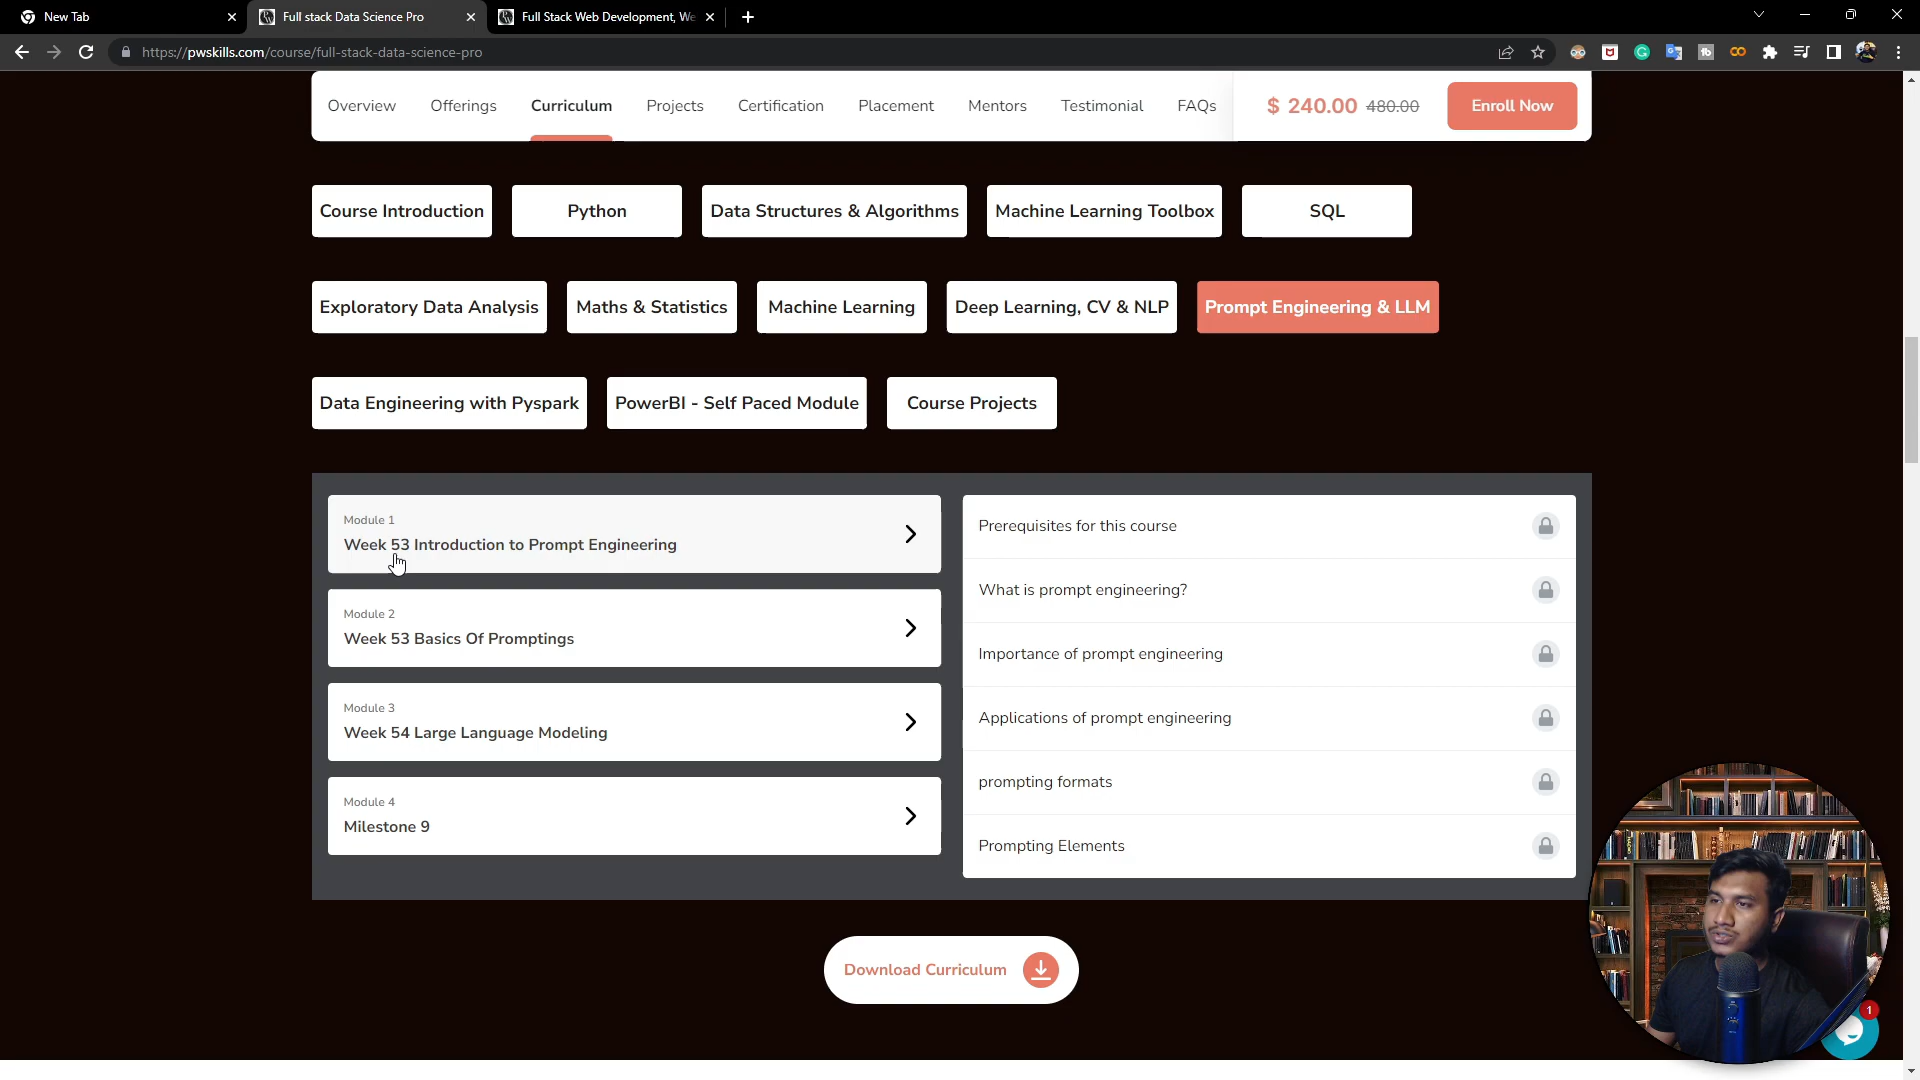 New Tab
Full stack Data Science Pro
Full Stack Web Development, We
https://pwskills.com/course/full-stack-data-science-pro
Overview
Offerings
Curriculum
Projects
Certification
Placement
Mentors
Testimonial
FAQs
$ 240.00 480.00
Enroll Now
Course Introduction
Python
Data Structures & Algorithms
Machine Learning Toolbox
SQL
Exploratory Data Analysis
Maths & Statistics
Machine Learning
Deep Learning, CV & NLP
Prompt Engineering & LLM
Data Engineering with Pyspark
PowerBI - Self Paced Module
Course Projects
Module 1
Week 53 Introduction to Prompt Engineering
Module 2
Week 53 Basics Of Promptings
Module 3
Week 54 Large Language Modeling
Module 4
Milestone 9
Prerequisites for this course
What is prompt engineering?
Importance of prompt engineering
Applications of prompt engineering
prompting formats
Prompting Elements
Download Curriculum
1